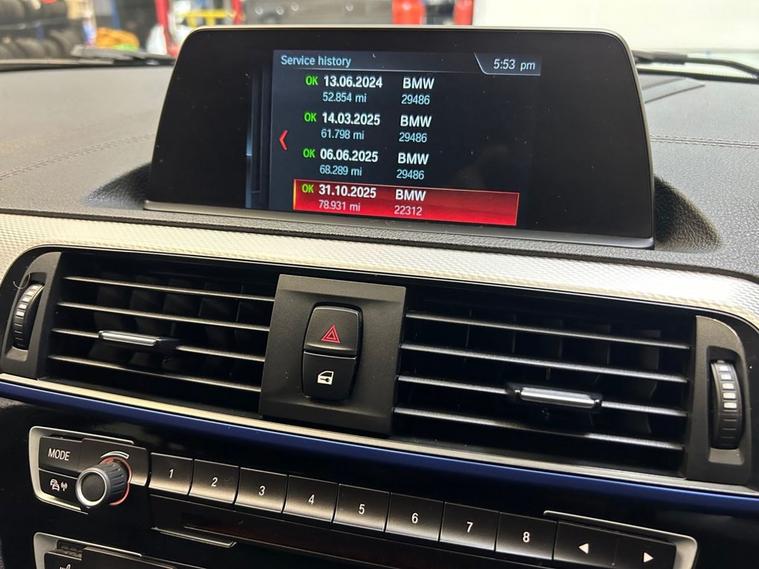 Service history
5:53 pm
OK 13.06.2024 BMW
52.854 mi 29486
OK 14.03.2025 BMW
61.798 mi 29486
OK 06.06.2025 BMW
68.289 mi 29486
OK 31.10.2025 BMW
78.931 mi 22312
MODE
1 2 3 4 5 6 7 8